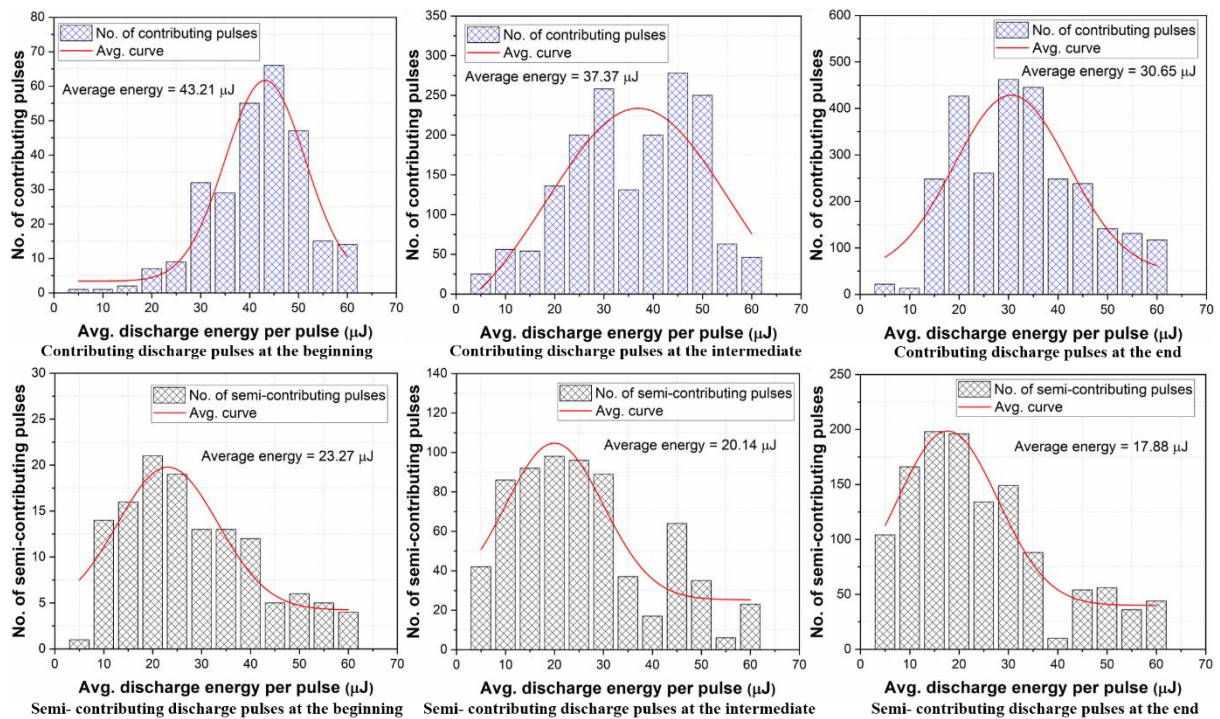 80
70
60
50
40
30
20
10
0
No. of contributing pulses
No. of contributing pulses
Avg. curve
Average energy = 43.21 µJ
0 10 20 30 40 50 60 70
Avg. discharge energy per pulse (µJ)
Contributing discharge pulses at the beginning
350
300
250
200
150
100
50
0
No. of contributing pulses
No. of contributing pulses
Avg. curve
Average energy = 37.37 µJ
0 10 20 30 40 50 60 70
Avg. discharge energy per pulse (µJ)
Contributing discharge pulses at the intermediate
600
500
400
300
200
100
0
No. of contributing pulses
No. of contributing pulses
Avg. curve
Average energy = 30.65 µJ
0 10 20 30 40 50 60 70
Avg. discharge energy per pulse (µJ)
Contributing discharge pulses at the end
30
25
20
15
10
5
0
No. of semi-contributing pulses
No. of semi-contributing pulses
Avg. curve
Average energy = 23.27 µJ
0 10 20 30 40 50 60 70
Avg. discharge energy per pulse (µJ)
Semi- contributing discharge pulses at the beginning
140
120
100
80
60
40
20
0
No. of semi-contributing pulses
No. of semi-contributing pulses
Avg. curve
Average energy = 20.14 µJ
0 10 20 30 40 50 60 70
Avg. discharge energy per pulse (µJ)
Semi- contributing discharge pulses at the intermediate
250
200
150
100
50
0
No. of semi-contributing pulses
No. of semi-contributing pulses
Avg. curve
Average energy = 17.88 µJ
0 10 20 30 40 50 60 70
Avg. discharge energy per pulse (µJ)
Semi- contributing discharge pulses at the end